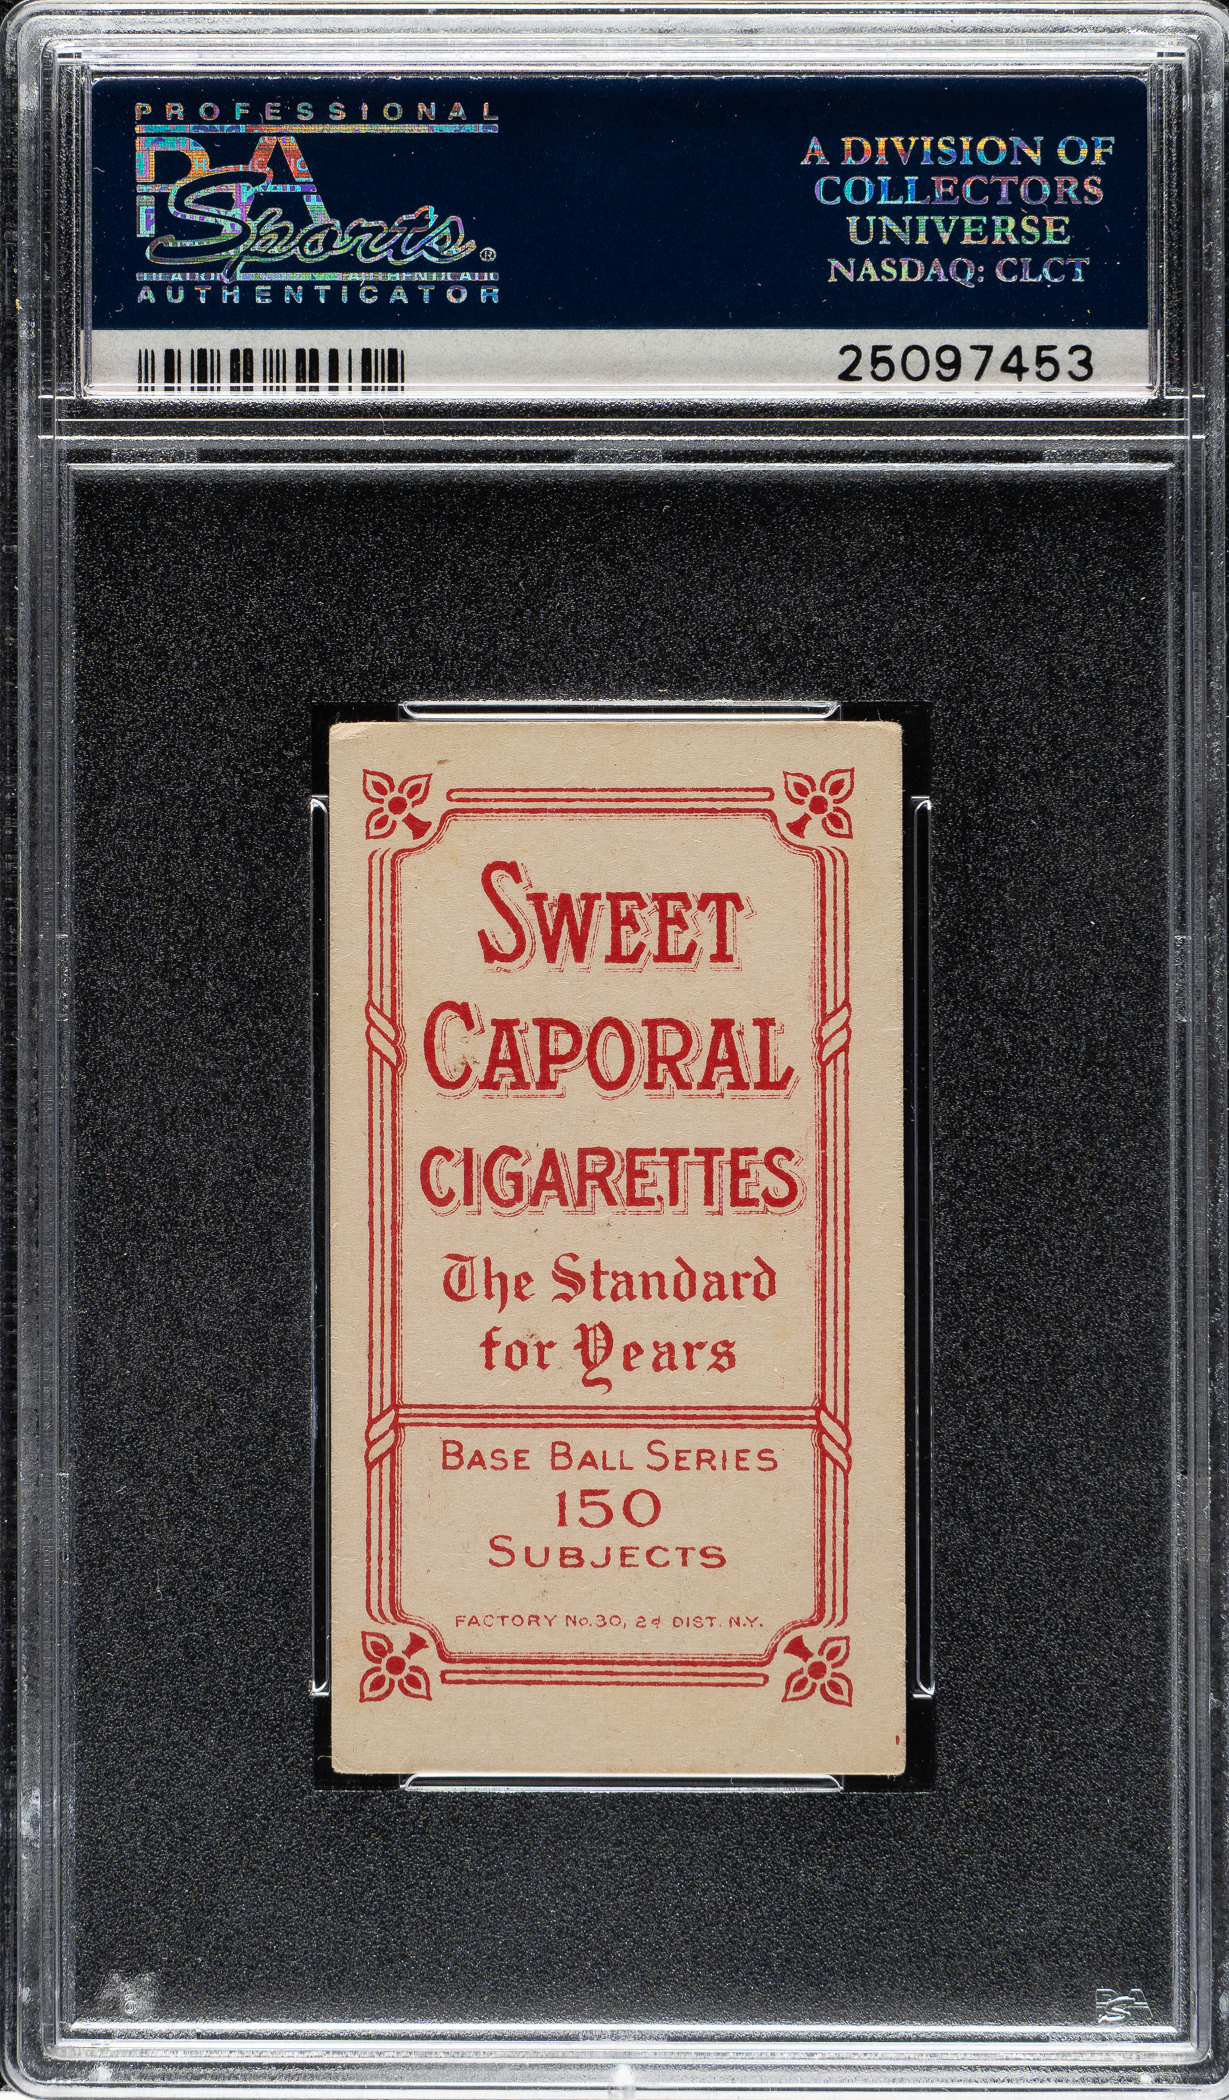 PROFESSIONAL
PSA
Sports®
AUTHENTICATOR
A DIVISION OF
COLLECTORS
UNIVERSE
NASDAQ: CLCT
25097453
SWEET
CAPORAL
CIGARETTES
The Standard
for Years
BASE BALL SERIES
150
SUBJECTS
FACTORY No. 30, 2d DIST. N.Y.
PSA